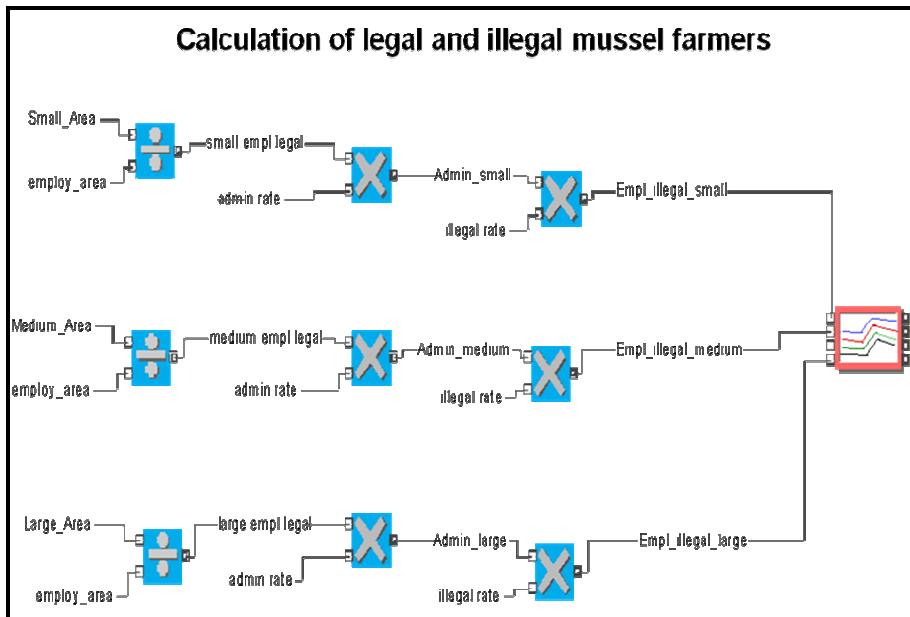 Calculation of legal and illegal mussel farmers
Small_Area
small empl legal
employ_area
admin rate
Admin_small
illegal rate
Empl_illegal_small
Medium_Area
medium empl legal
employ_area
admin rate
Admin_medium
illegal rate
Empl_illegal_medium
Large_Area
large empl legal
employ_area
admin rate
Admin_large
illegal rate
Empl_illegal_large